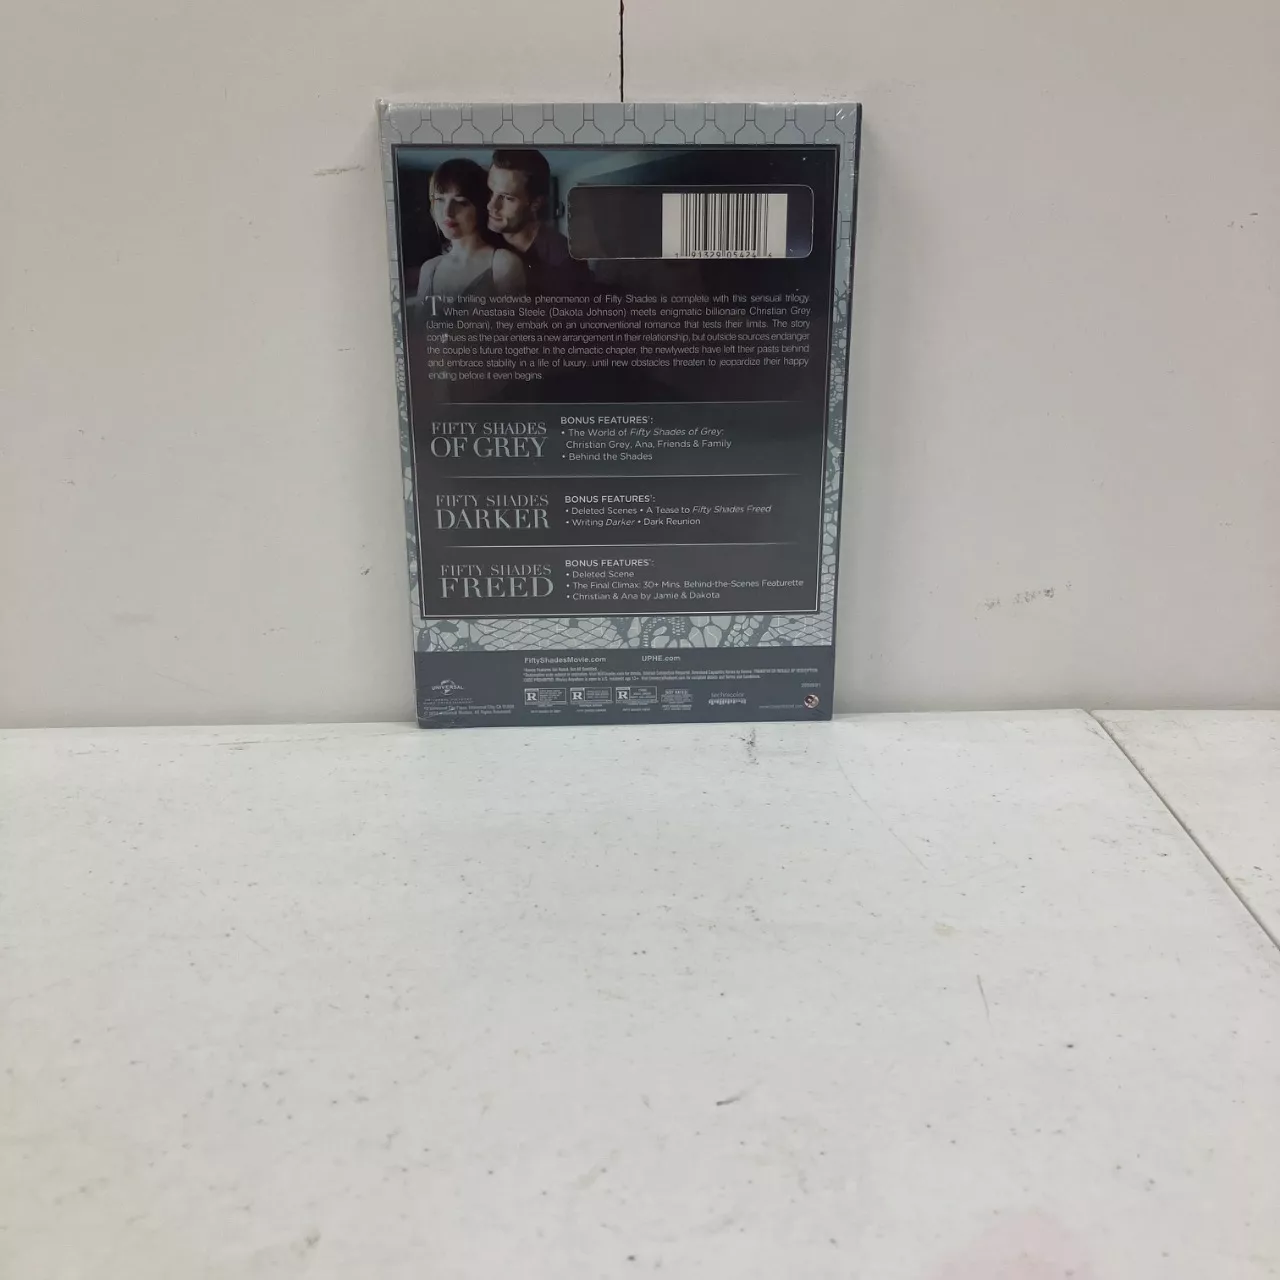 1 91329 05424 4
The thrilling worldwide phenomenon of Fifty Shades is complete with this sensual trilogy.
When Anastasia Steele (Dakota Johnson) meets enigmatic billionaire Christian Grey
(Jamie Dornan), they embark on an unconventional romance that tests their limits. The story
continues as the pair enters a new arrangement in their relationship, but outside sources endanger
the couple's future together. In the climactic chapter, the newlyweds have left their pasts behind
and embrace stability in a life of luxury...until new obstacles threaten to jeopardize their happy
ending before it even begins.
FIFTY SHADES
OF GREY
BONUS FEATURES*:
• The World of Fifty Shades of Grey:
Christian Grey, Ana, Friends & Family
• Behind the Shades
FIFTY SHADES
DARKER
BONUS FEATURES*:
• Deleted Scenes • A Tease to Fifty Shades Freed
• Writing Darker • Dark Reunion
FIFTY SHADES
FREED
BONUS FEATURES*:
• Deleted Scene
• The Final Climax: 30+ Mins. Behind-the-Scenes Featurette
• Christian & Ana by Jamie & Dakota
FiftyShadesMovie.com UPHE.com
UNIVERSAL
R R R
technicolor